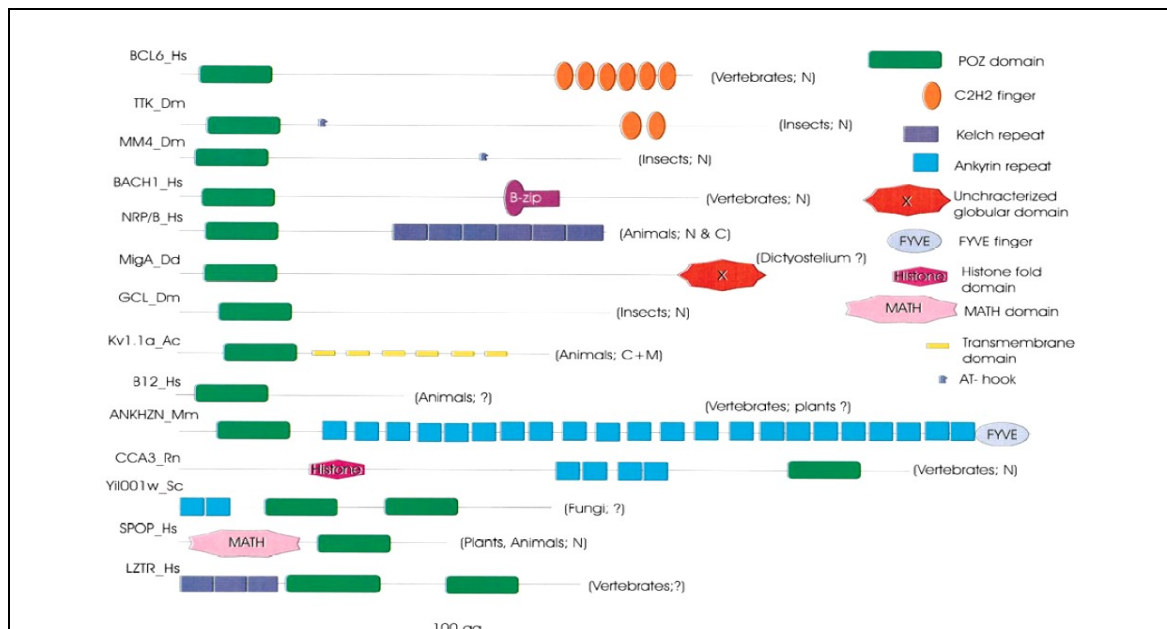 BCL6_Hs
(Vertebrates; N)
TTK_Dm
(Insects; N)
MM4_Dm
(Insects; N)
BACH1_Hs
B-zip
(Vertebrates; N)
NRP/B_Hs
(Animals; N & C)
MigA_Dd
(Dictyostelium ?)
X
GCL_Dm
(Insects; N)
Kv1.1a_Ac
(Animals; C+M)
B12_Hs
(Animals; ?)
ANKHZN_Mm
(Vertebrates; plants ?)
FYVE
CCA3_Rn
Histone
(Vertebrates; N)
Yil001w_Sc
(Fungi; ?)
SPOP_Hs
MATH
(Plants, Animals; N)
LZTR_Hs
(Vertebrates;?)
POZ domain
C2H2 finger
Kelch repeat
Ankyrin repeat
X
Unchracterized
globular domain
FYVE
FYVE finger
Histone
Histone fold
domain
MATH
MATH domain
Transmembrane
domain
AT- hook
100 aa